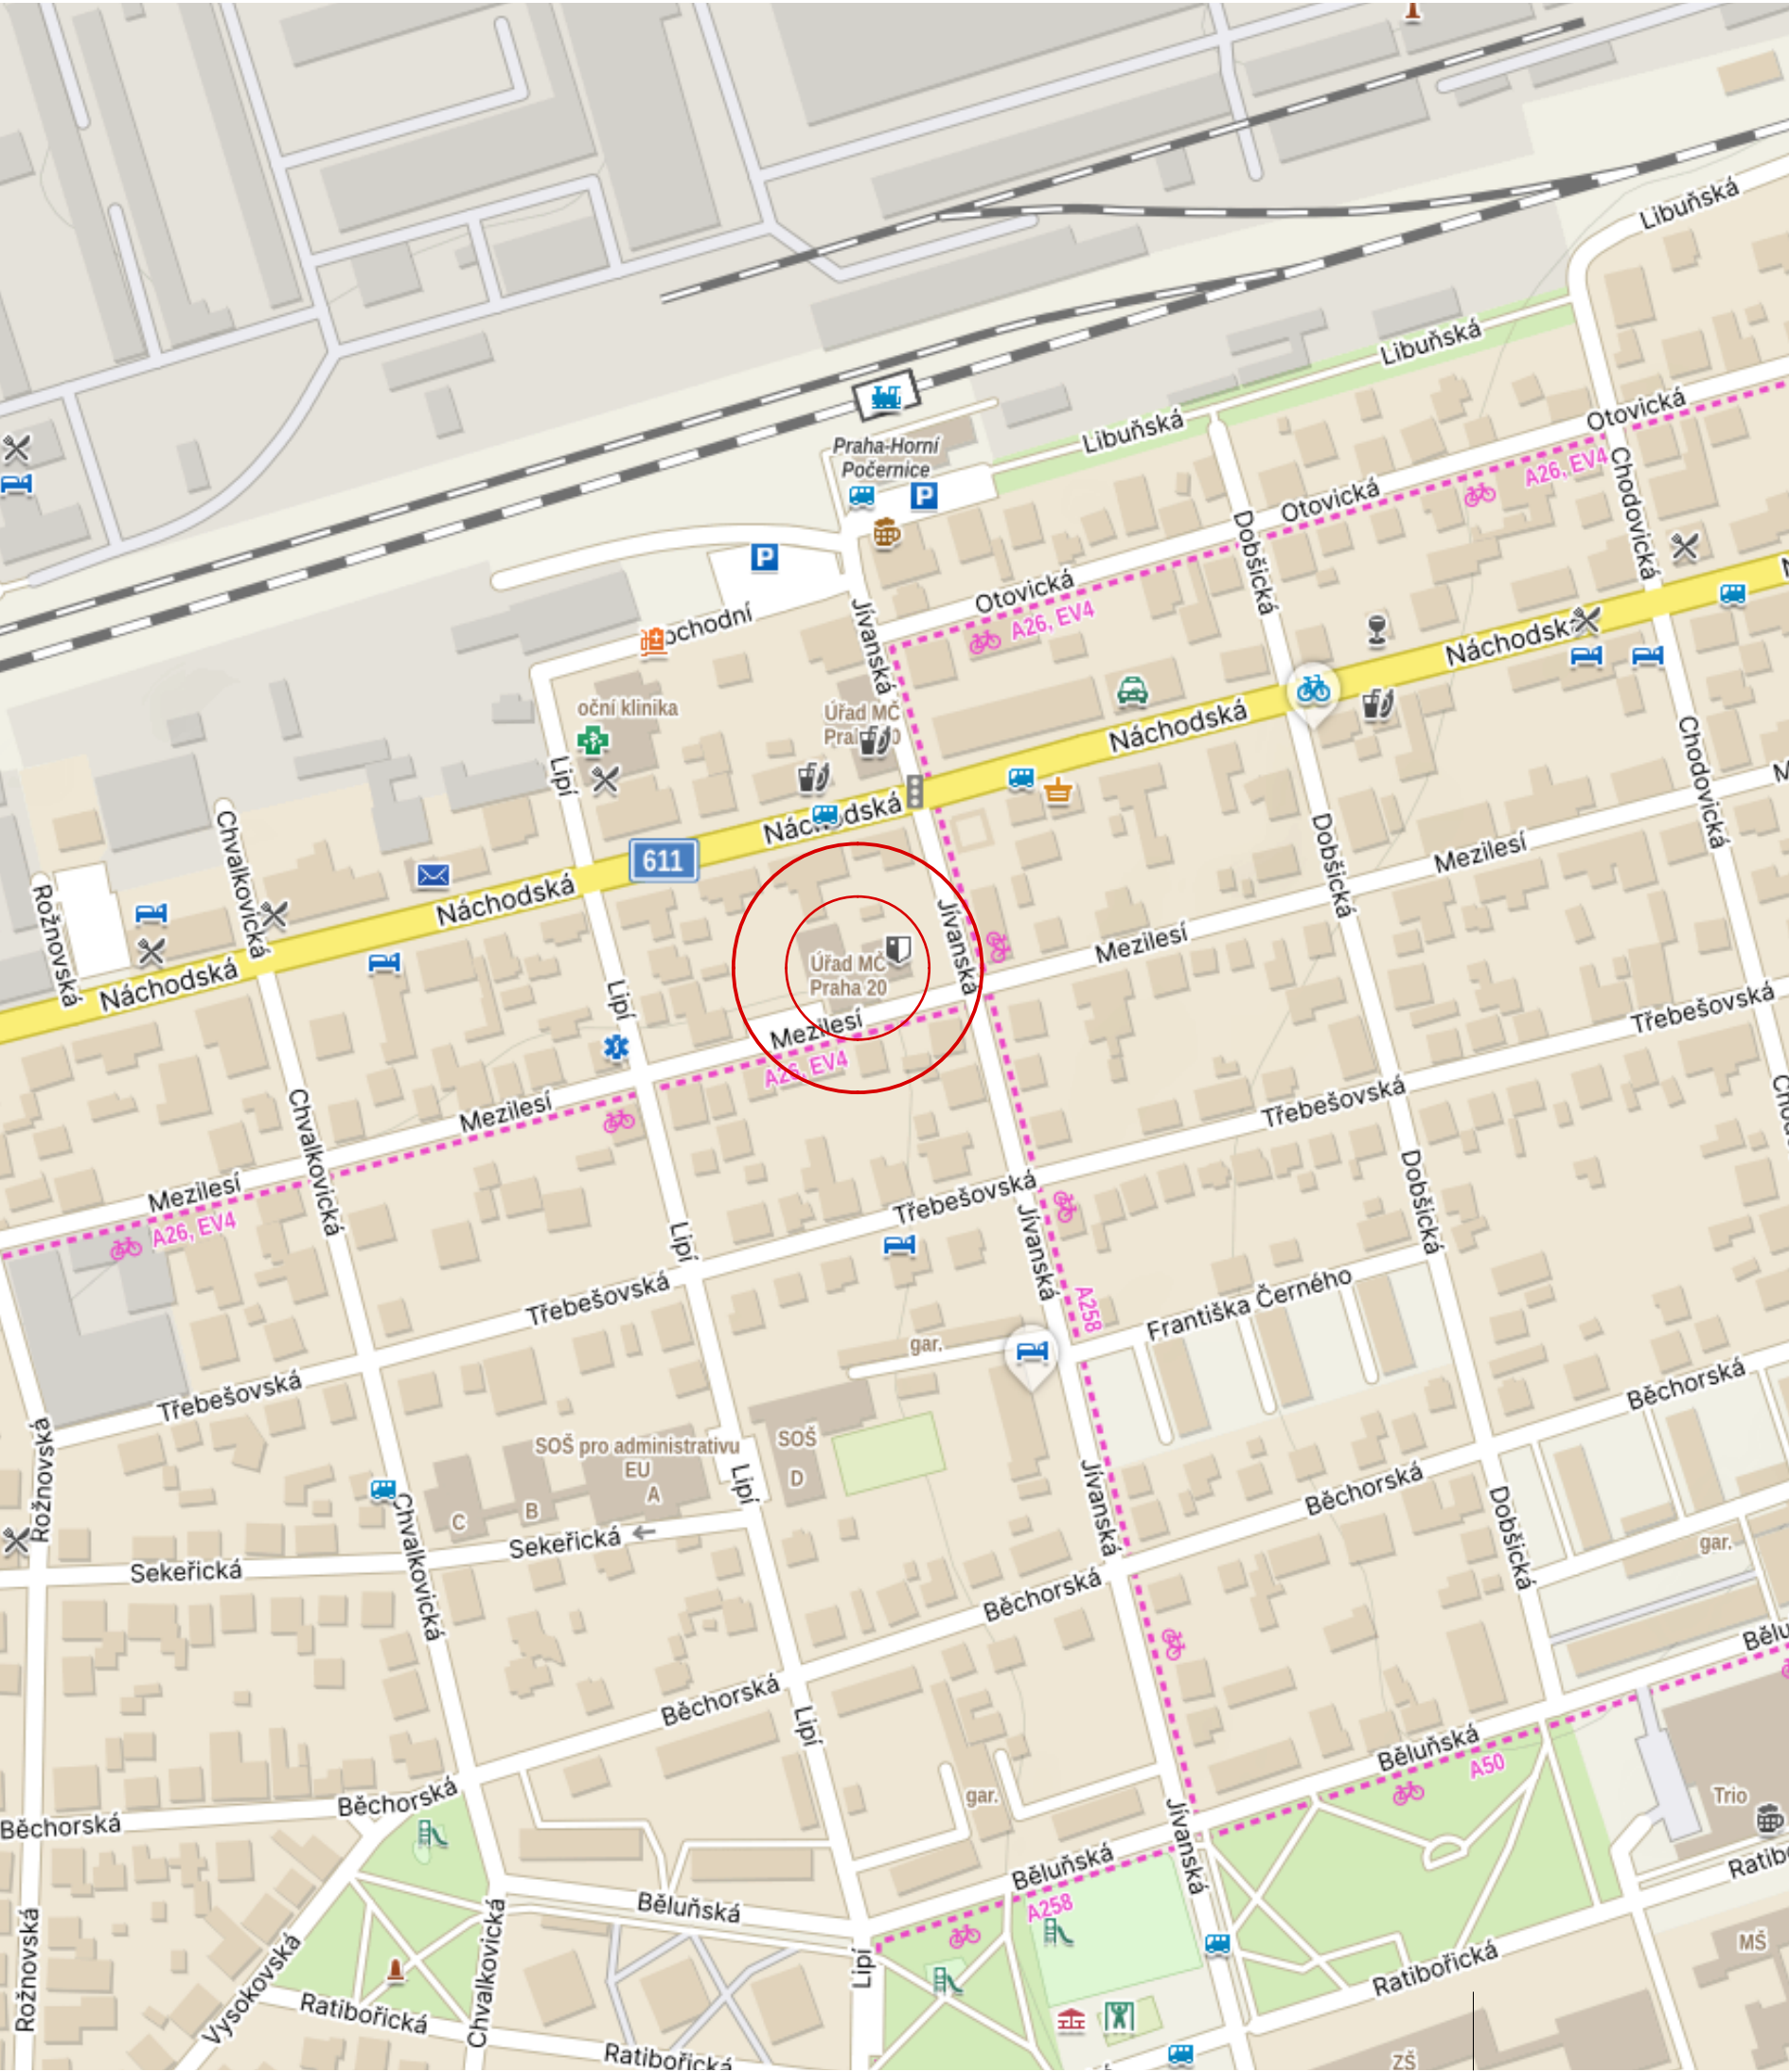 Libuňská
Libuňská
Otovická
Praha-Horní
Počernice
P
Libuňská
A26, EV4
Chodovická
Otovická
Dobšická
P
Otovická
A26, EV4
Jívanská
Náchodská
oční klinika
Úřad MČ
Náchodská
Chodovická
Lipí
Náchodská
Chvalkovická
611
Dobšická
Mezilesí
Rožnovská
Náchodská
Jívanská
Mezilesí
Náchodská
Úřad MČ
Praha 20
Lipí
Třebešovská
Mezilesí
A26, EV4
Chvalkovická
Mezilesí
Třebešovská
Mezilesí
A26, EV4
Dobšická
Třebešovská
Lipí
Jívanská
A258
Třebešovská
František Černého
gar.
Třebešovská
Běchorská
SOŠ pro administrativu
EU
A
B
C
SOŠ
D
Lipí
Rožnovská
Jívanská
Běchorská
Dobšická
Sekeřická
Sekeřická
Chvalkovická
gar.
Běchorská
Běchorská
Lipí
Běluňská
A50
gar.
Trio
Běchorská
Běchorská
Jívanská
Běluňská
A258
Běluňská
Rožnovská
Vysokovská
Chvalkovická
Lipí
MŠ
Ratibořická
Ratibořická
Ratibořická
ZŠ